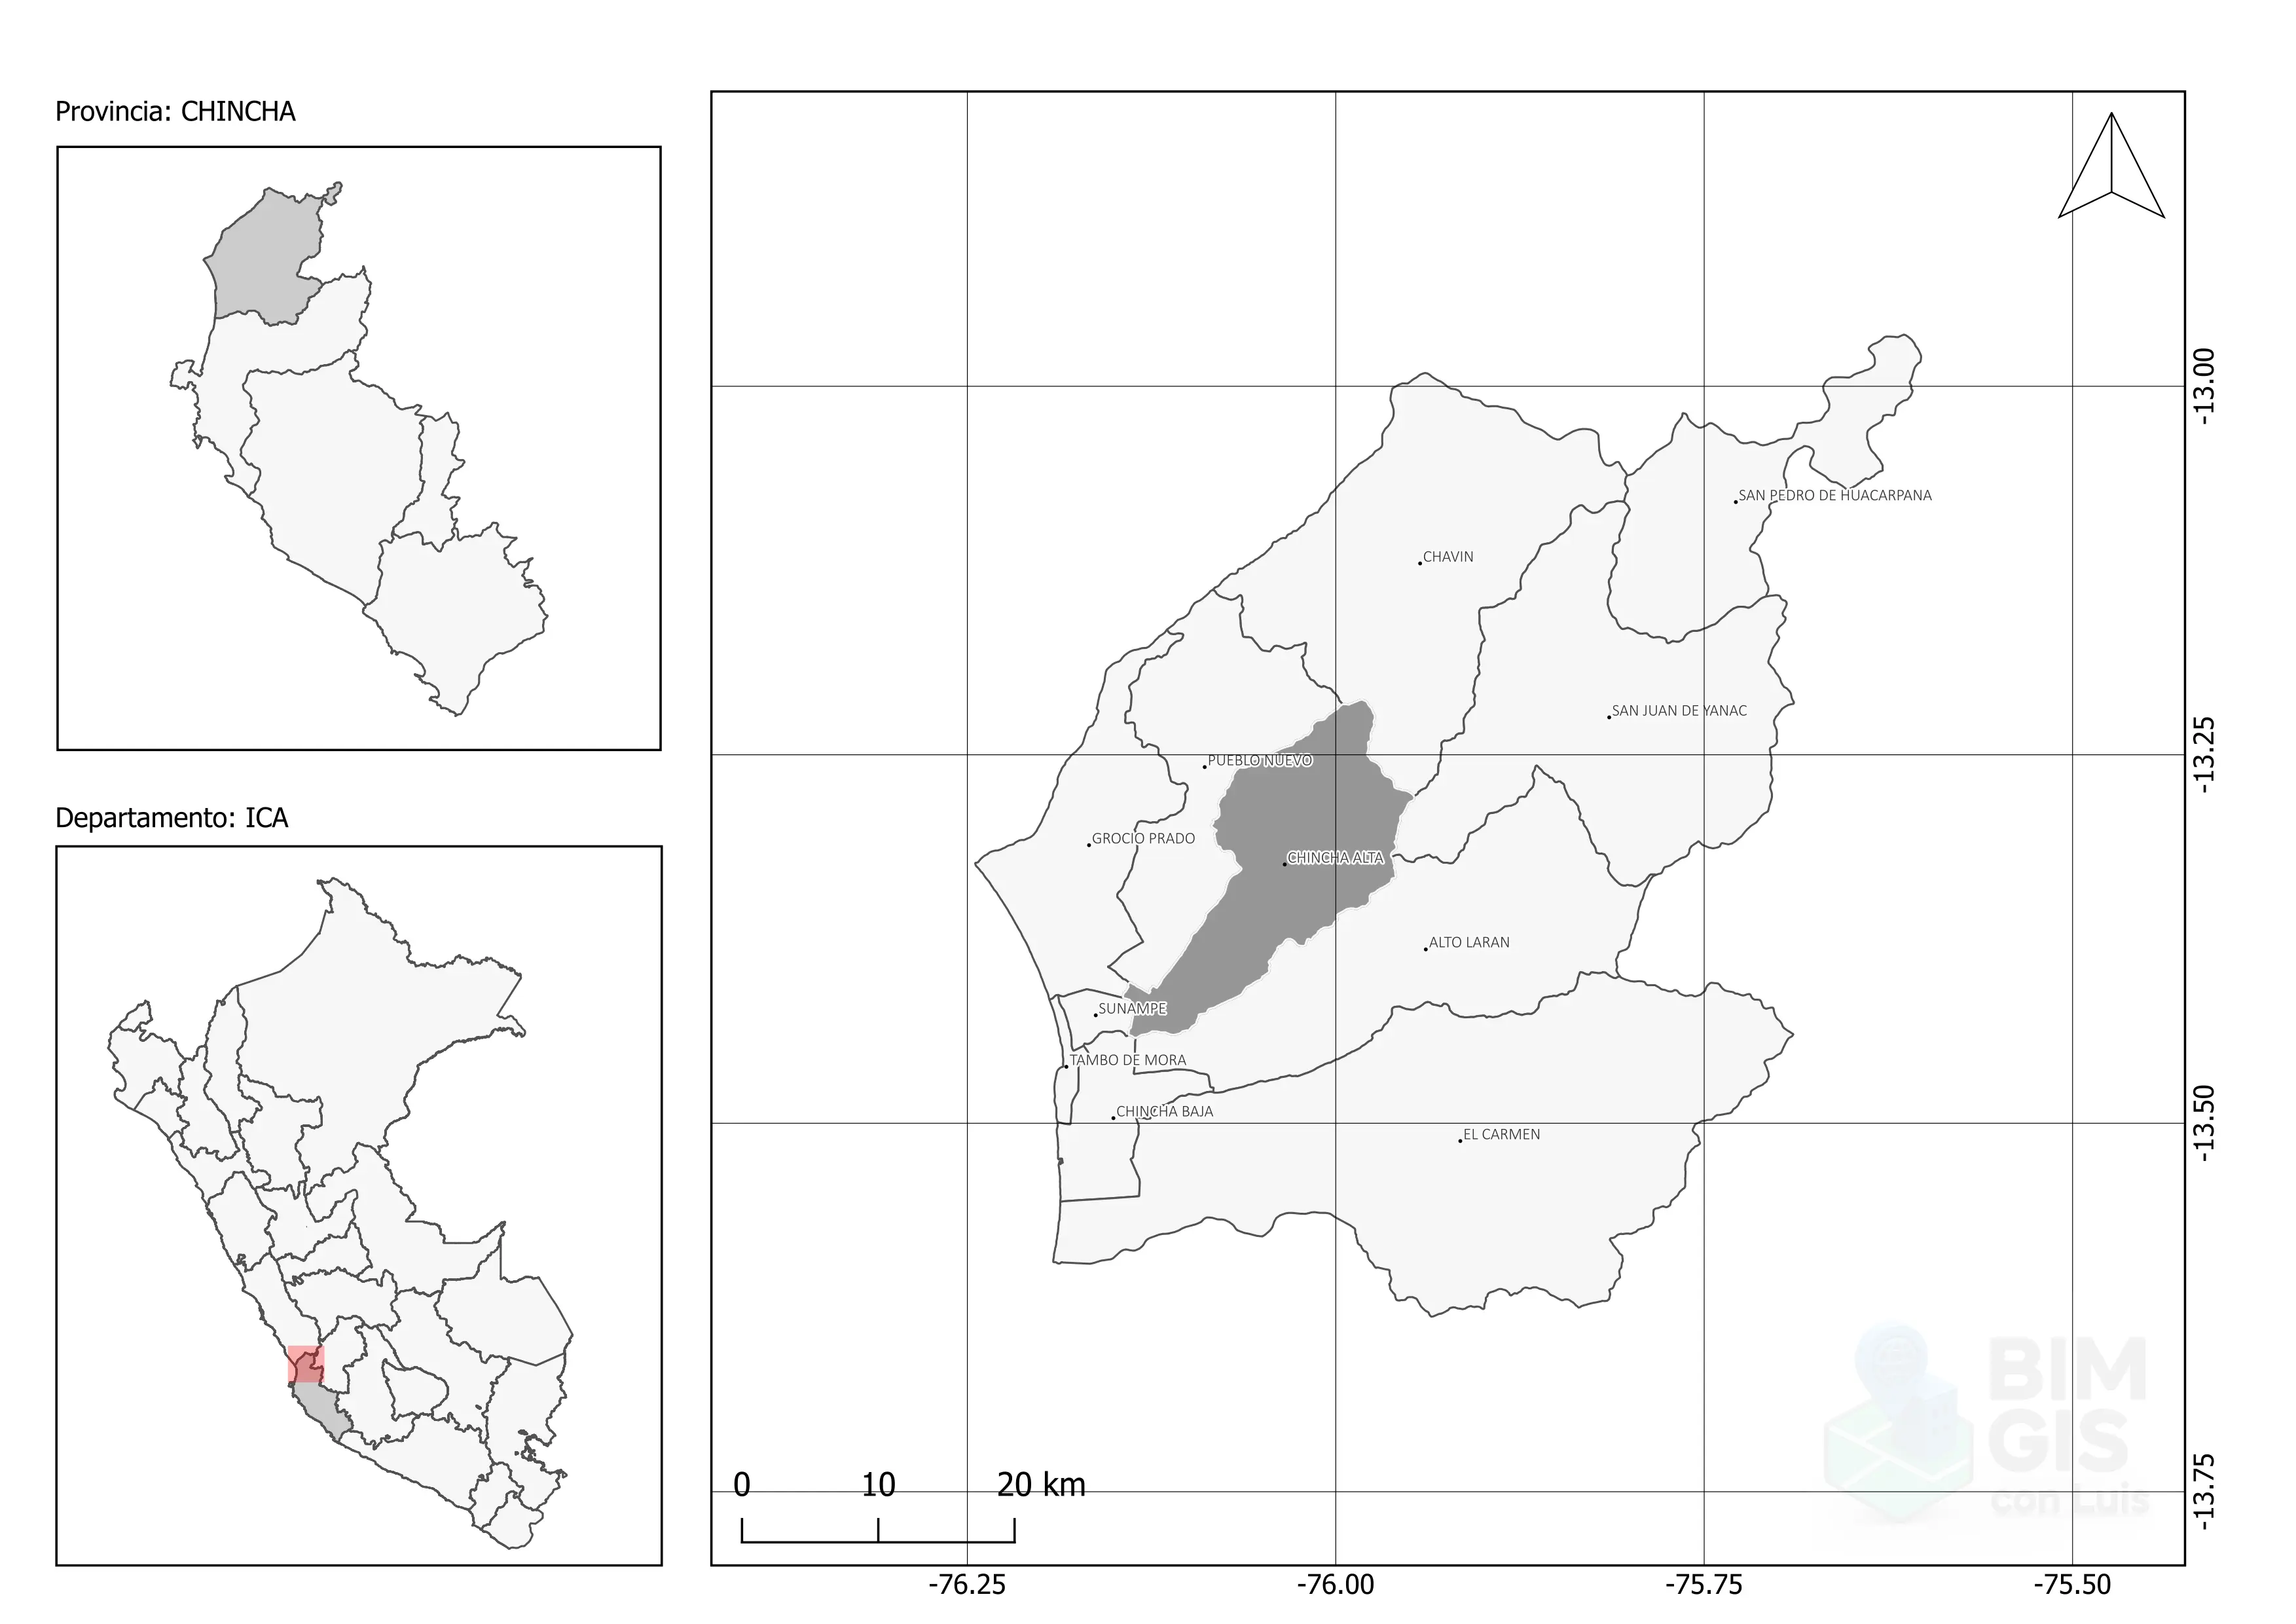 Provincia: CHINCHA
Departamento: ICA
SAN PEDRO DE HUACARPANA
CHAVIN
SAN JUAN DE YANAC
PUEBLO NUEVO
GROCIO PRADO
CHINCHA ALTA
ALTO LARAN
SUNAMPE
TAMBO DE MORA
CHINCHA BAJA
EL CARMEN
-13.00
-13.25
-13.50
-13.75
BIM
GIS
con Luis
0 10 20 km
-76.25 -76.00 -75.75 -75.50